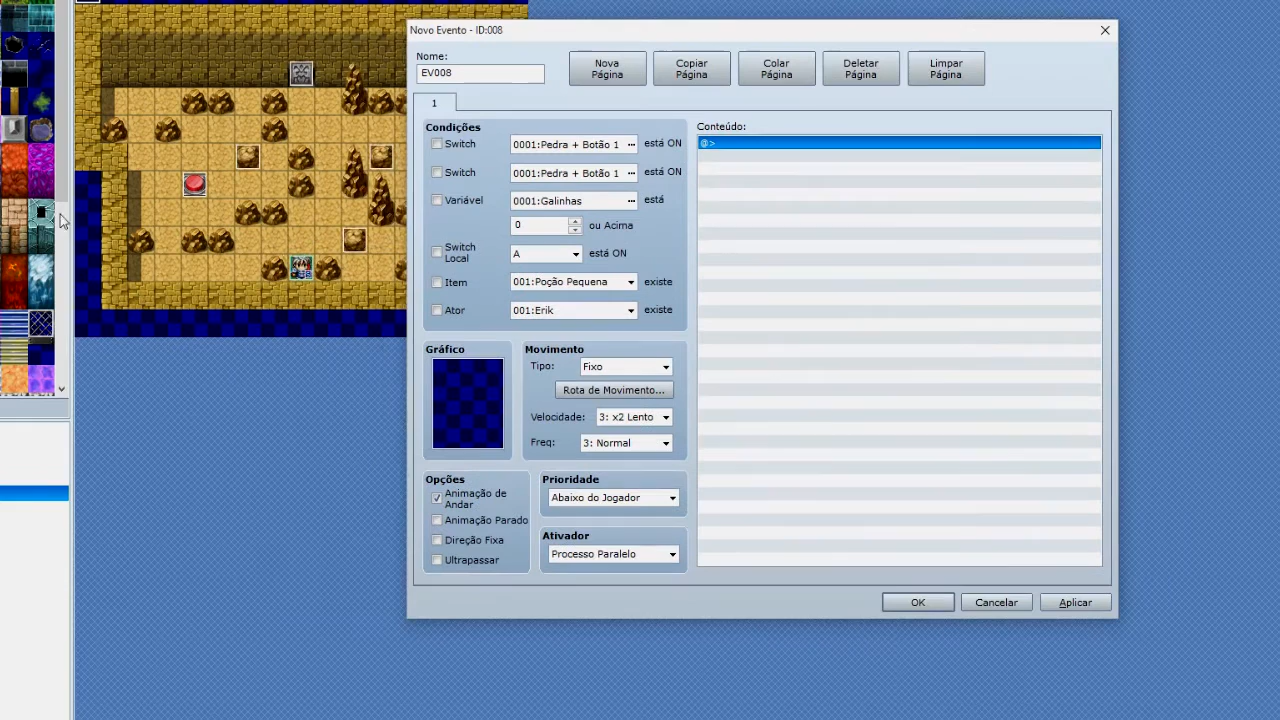 Novo Evento - ID:008
Nome:
EV008
Nova Página
Copiar Página
Colar Página
Deletar Página
Limpar Página
1
Condições
Switch
0001:Pedra + Botão 1
está ON
Switch
0001:Pedra + Botão 1
está ON
Variável
0001:Galinhas
está
0
ou Acima
Switch Local
A
está ON
Item
001:Poção Pequena
existe
Ator
001:Erik
existe
Gráfico
Movimento
Tipo:
Fixo
Rota de Movimento...
Velocidade:
3: x2 Lento
Freq:
3: Normal
Opções
Animação de Andar
Animação Parado
Direção Fixa
Ultrapassar
Prioridade
Abaixo do Jogador
Ativador
Processo Paralelo
Conteúdo:
@>
OK
Cancelar
Aplicar